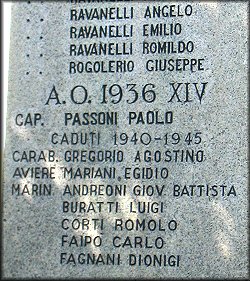 .. RAVANELLI ANGELO
.. RAVANELLI EMILIO
.. RAVANELLI ROMILDO
.. ROGOLERIO GIUSEPPE
A.O. 1936 XIV
CAP. PASSONI PAOLO
CADUTI 1940-1945
CARAB. GREGORIO AGOSTINO
AVIERE MARIANI, EGIDIO
MARIN. ANDREONI GIOV. BATTISTA
BURATTI LUIGI
CORTI ROMOLO
FAIPO CARLO
FAGNANI DIONIGI